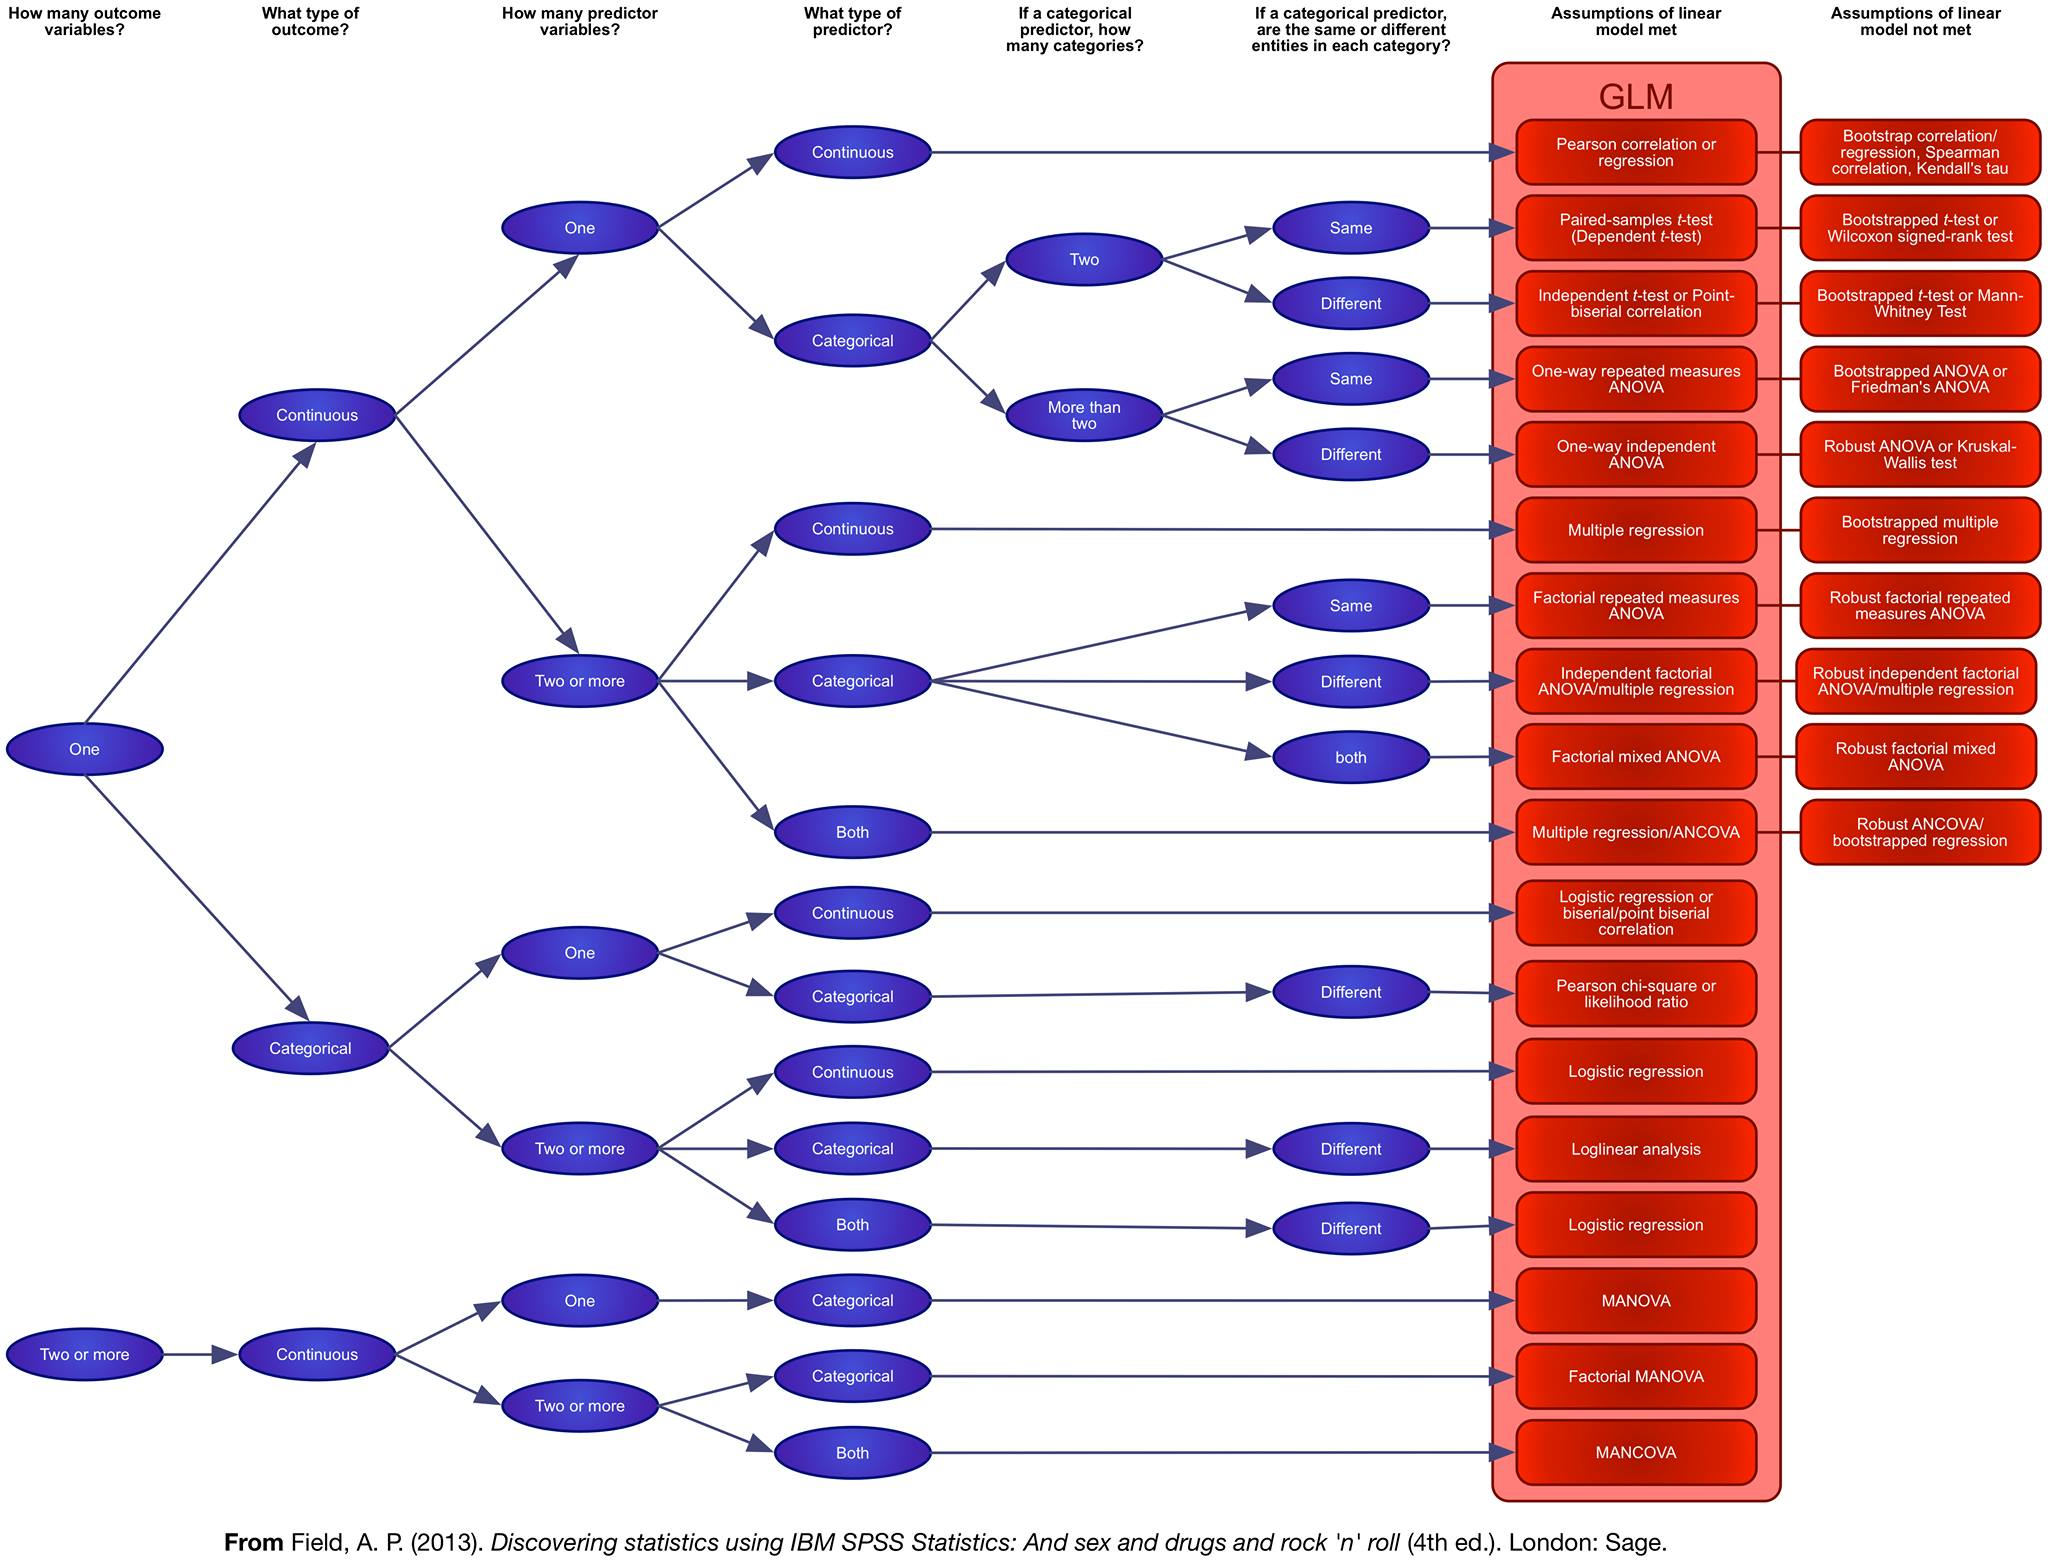 How many outcome
variables?
What type of
outcome?
How many predictor
variables?
What type of
predictor?
If a categorical
predictor, how
many categories?
If a categorical predictor,
are the same or different
entities in each category?
Assumptions of linear
model met
Assumptions of linear
model not met
GLM
Continuous
Pearson correlation or
regression
Bootstrap correlation/
regression, Spearman
correlation, Kendall's tau
One
Same
Paired-samples t-test
(Dependent t-test)
Bootstrapped t-test or
Wilcoxon signed-rank test
Two
Different
Independent t-test or Point-
biserial correlation
Bootstrapped t-test or Mann-
Whitney Test
Categorical
Same
One-way repeated measures
ANOVA
Bootstrapped ANOVA or
Friedman's ANOVA
Continuous
More than
two
Different
One-way independent
ANOVA
Robust ANOVA or Kruskal-
Wallis test
Continuous
Multiple regression
Bootstrapped multiple
regression
Same
Factorial repeated measures
ANOVA
Robust factorial repeated
measures ANOVA
Two or more
Categorical
Different
Independent factorial
ANOVA/multiple regression
Robust independent factorial
ANOVA/multiple regression
One
both
Factorial mixed ANOVA
Robust factorial mixed
ANOVA
Both
Multiple regression/ANCOVA
Robust ANCOVA/
bootstrapped regression
Continuous
Logistic regression or
biserial/point biserial
correlation
One
Categorical
Different
Pearson chi-square or
likelihood ratio
Categorical
Continuous
Logistic regression
Two or more
Categorical
Different
Loglinear analysis
Both
Different
Logistic regression
One
Categorical
MANOVA
Two or more
Continuous
Categorical
Factorial MANOVA
Two or more
Both
MANCOVA
From Field, A. P. (2013). Discovering statistics using IBM SPSS Statistics: And sex and drugs and rock 'n' roll (4th ed.). London: Sage.